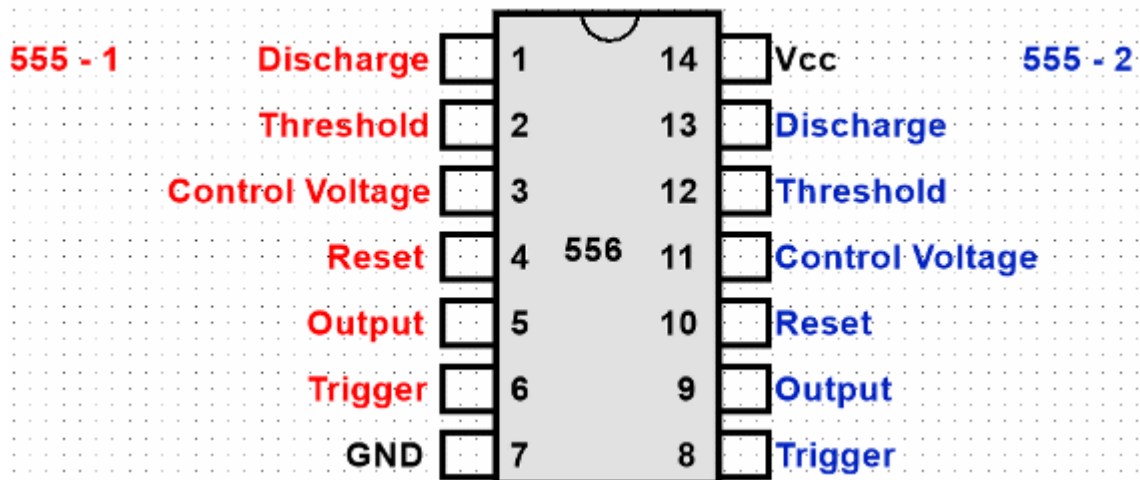 555 - 1 Discharge 1 14 Vcc 555 - 2
Threshold 2 13 Discharge
Control Voltage 3 12 Threshold
Reset 4 556 11 Control Voltage
Output 5 10 Reset
Trigger 6 9 Output
GND 7 8 Trigger